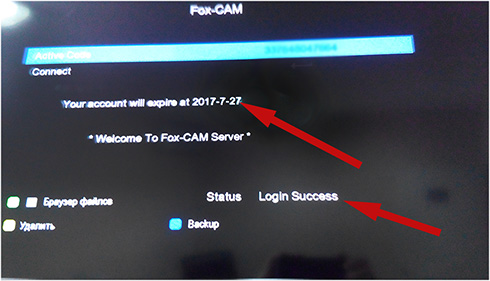 Fox-CAM
Active Code
Connect
Your account will expire at 2017-7-27
* Welcome To Fox-CAM Server *
Status Login Success
Браузер файлов
Удалить Backup